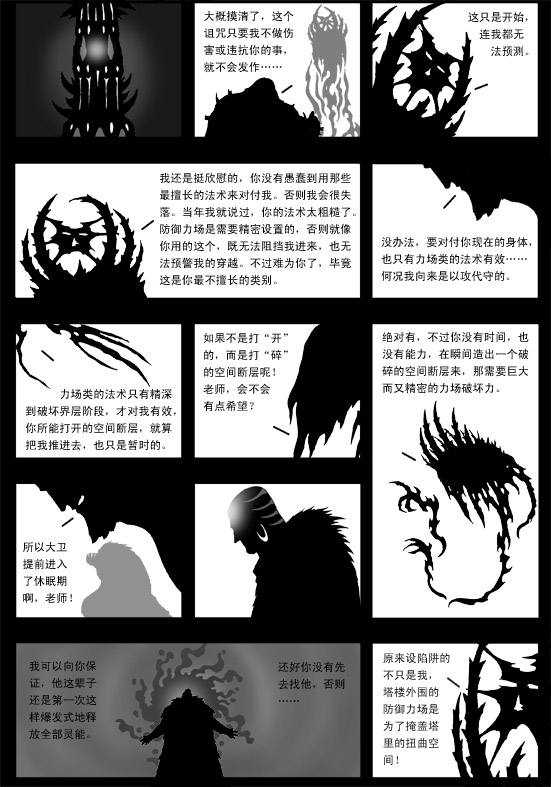 大概摸清了，这个
诅咒只要我不做伤
害或违抗你的事，
就不会发作……
这只是开始，
连我都无
法预测。
我还是挺欣慰的，你没有愚蠢到用那些
最擅长的法术来对付我。否则我会很失
落。当年我就说过，你的法术太粗糙了。
防御力场是需要精密设置的，否则就像
你用的这个，既无法阻挡我进来，也无
法预警我的穿越。不过难为你了，毕竟
这是你最不擅长的类别。
没办法，要对付你现在的身体，
也只有力场类的法术有效……
何况我向来是以攻代守的。
力场类的法术只有精深
到破坏界层阶段，才对我有效，
你所能打开的空间断层，就算
把我推进去，也只是暂时的。
如果不是打“开”
的，而是打“碎”
的空间断层呢！
老师，会不会
有点希望？
绝对有，不过你没有时间，也
没有能力，在瞬间造出一个破
碎的空间断层来，那需要巨大
而又精密的力场破坏力。
所以大卫
提前进入
了休眠期
啊，老师！
我可以向你保
证，他这辈子
还是第一次这
样爆发式地释
放全部灵能。
还好你没有先
去找他，否则
……
原来设陷阱的
不只是我，
塔楼外围的
防御力场是
为了掩盖塔
里的扭曲空
间！